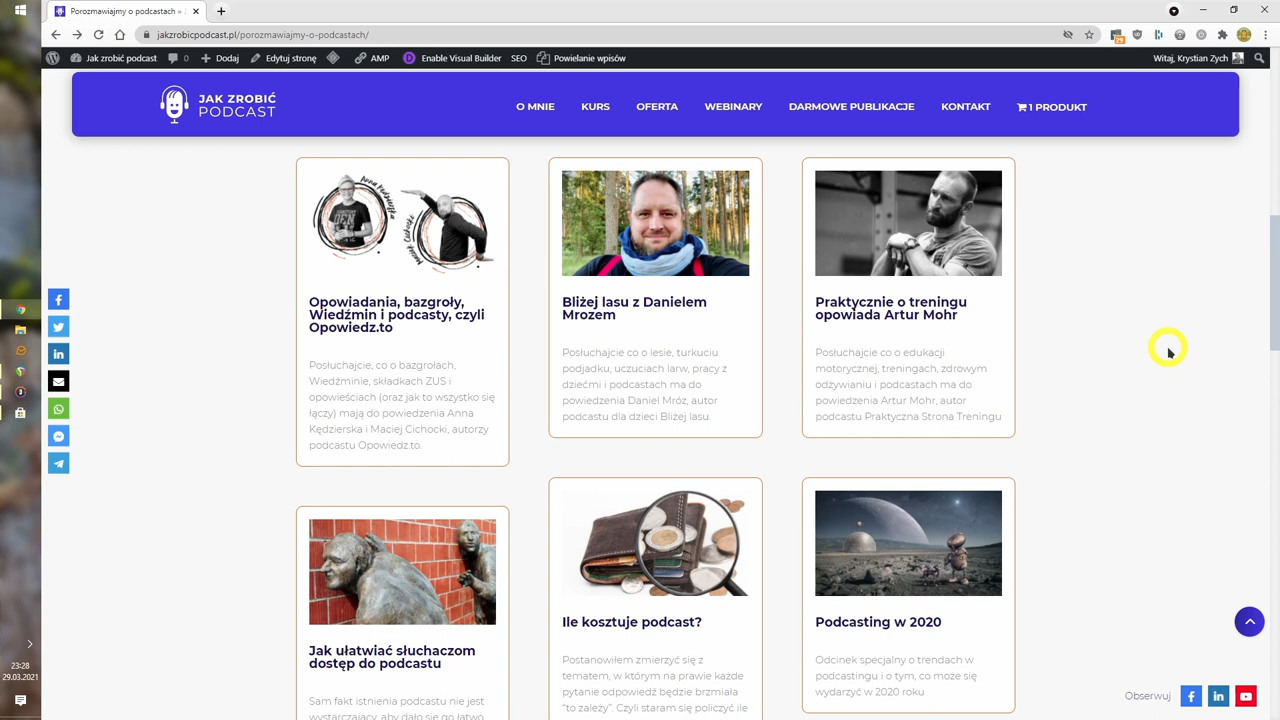 Porozmawiajmy o podcastach »
jakzrobicpodcast.pl/porozmawiajmy-o-podcastach/
29
Jak zrobić podcast
0
Dodaj
Edytuj stronę
AMP
Enable Visual Builder
SEO
Powielanie wpisów
Witaj, Krystian Zych
JAK ZROBIĆ
PODCAST
O MNIE
KURS
OFERTA
WEBINARY
DARMOWE PUBLIKACJE
KONTAKT
1 PRODUKT
Anna Kędzierska
Maciej Cichocki
Opowiadania, bazgroły,
Wiedźmin i podcasty, czyli
Opowiedz.to
Posłuchajcie, co o bazgrołach,
Wiedźminie, składkach ZUS i
opowieściach (oraz jak to wszystko się
łączy) mają do powiedzenia Anna
Kędzierska i Maciej Cichocki, autorzy
podcastu Opowiedz.to.
Bliżej lasu z Danielem
Mrozem
Posłuchajcie co o lesie, turkuciu
podjadku, uczuciach larw, pracy z
dziećmi i podcastach ma do
powiedzenia Daniel Mróz, autor
podcastu dla dzieci Bliżej lasu.
Praktycznie o treningu
opowiada Artur Mohr
Posłuchajcie co o edukacji
motorycznej, treningach, zdrowym
odżywianiu i podcastach ma do
powiedzenia Artur Mohr, autor
podcastu Praktyczna Strona Treningu
Jak ułatwiać słuchaczom
dostęp do podcastu
Sam fakt istnienia podcastu nie jest
wystarczający, aby dało się go łatwo
Ile kosztuje podcast?
Postanowiłem zmierzyć się z
tematem, w którym na prawie każde
pytanie odpowiedź będzie brzmiała
“to zależy”. Czyli staram się policzyć ile
Podcasting w 2020
Odcinek specjalny o trendach w
podcastingu i o tym, co może się
wydarzyć w 2020 roku
Obserwuj
23:28
29.03.2021